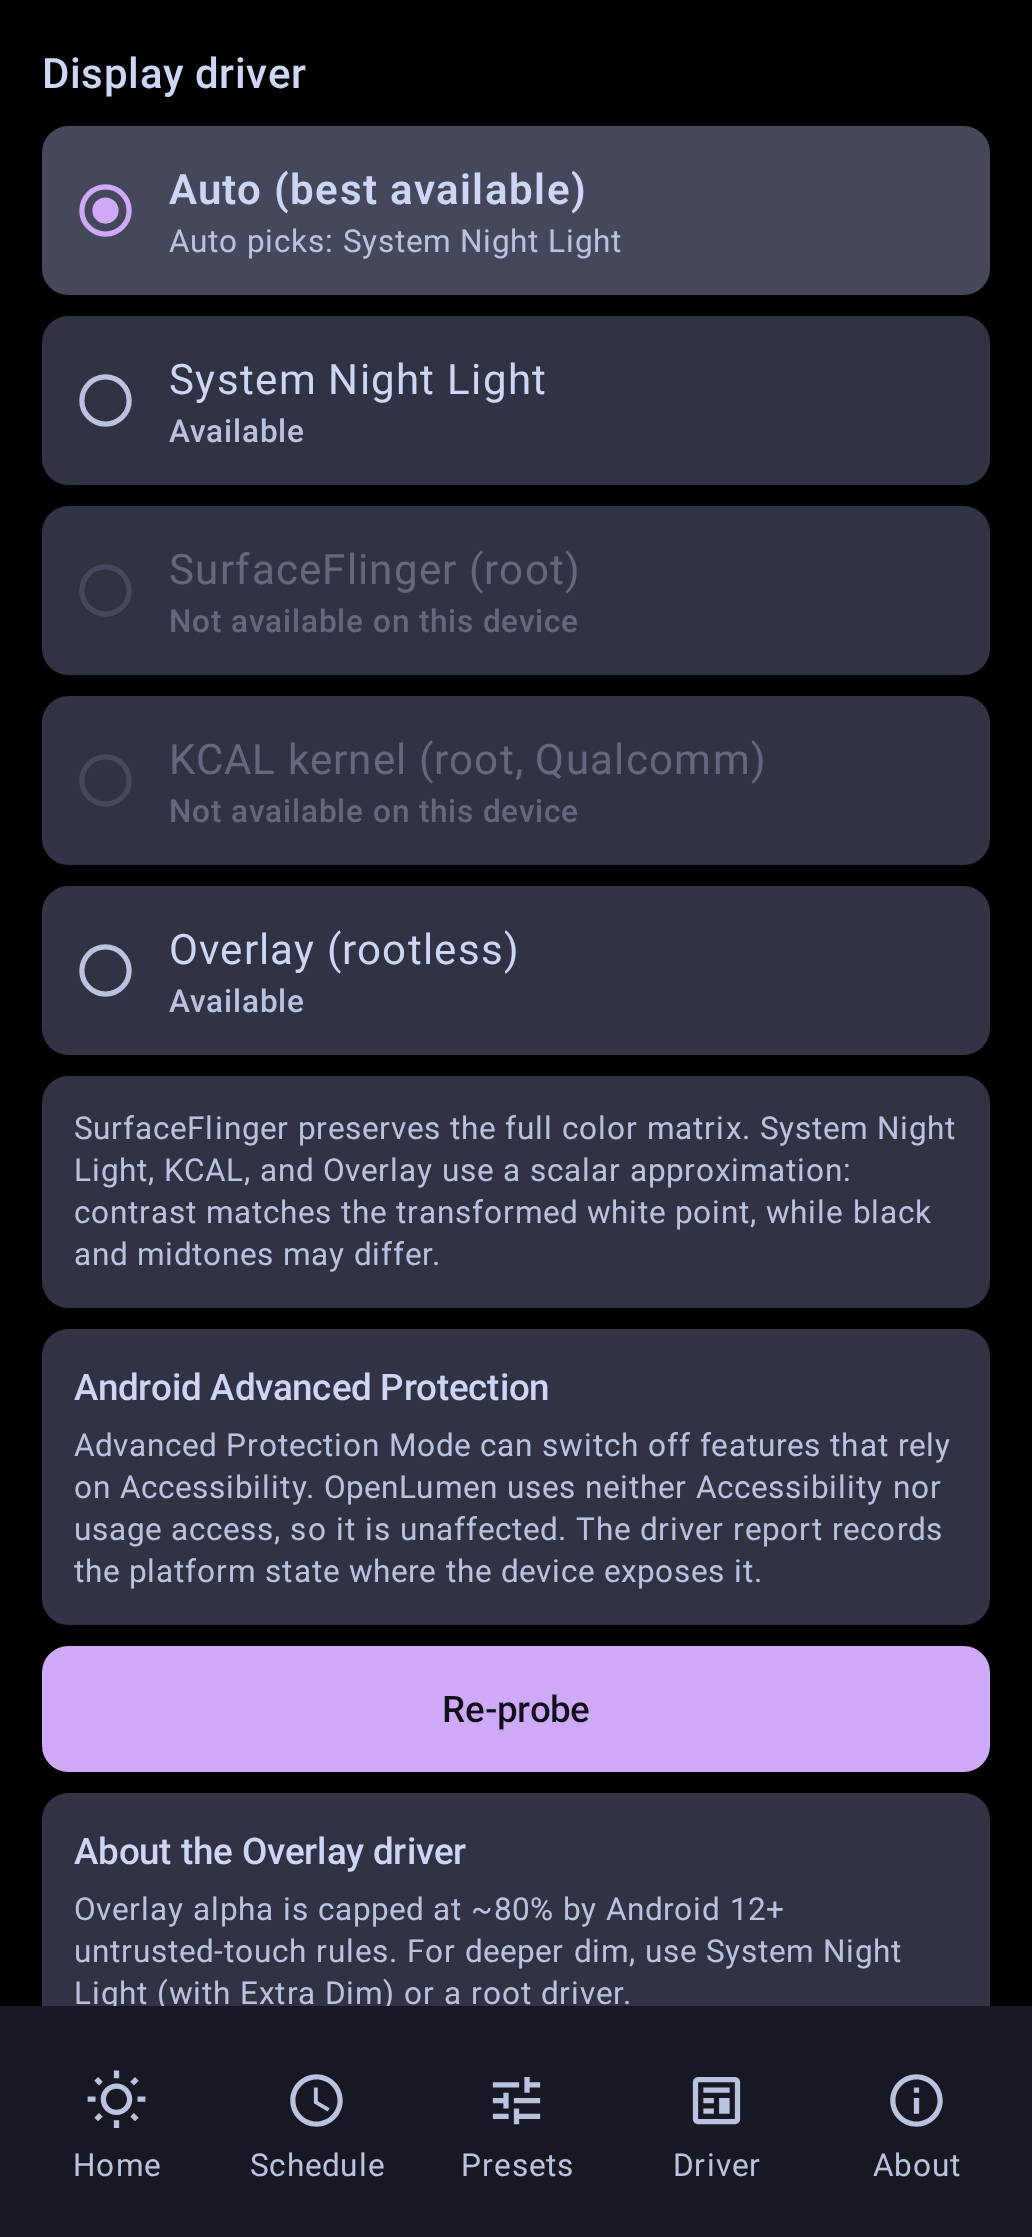 Display driver
Auto (best available)
Auto picks: System Night Light
System Night Light
Available
SurfaceFlinger (root)
Not available on this device
KCAL kernel (root, Qualcomm)
Not available on this device
Overlay (rootless)
Available
SurfaceFlinger preserves the full color matrix. System Night
Light, KCAL, and Overlay use a scalar approximation:
contrast matches the transformed white point, while black
and midtones may differ.
Android Advanced Protection
Advanced Protection Mode can switch off features that rely
on Accessibility. OpenLumen uses neither Accessibility nor
usage access, so it is unaffected. The driver report records
the platform state where the device exposes it.
Re-probe
About the Overlay driver
Overlay alpha is capped at ~80% by Android 12+
untrusted-touch rules. For deeper dim, use System Night
Light (with Extra Dim) or a root driver.
Home
Schedule
Presets
Driver
About